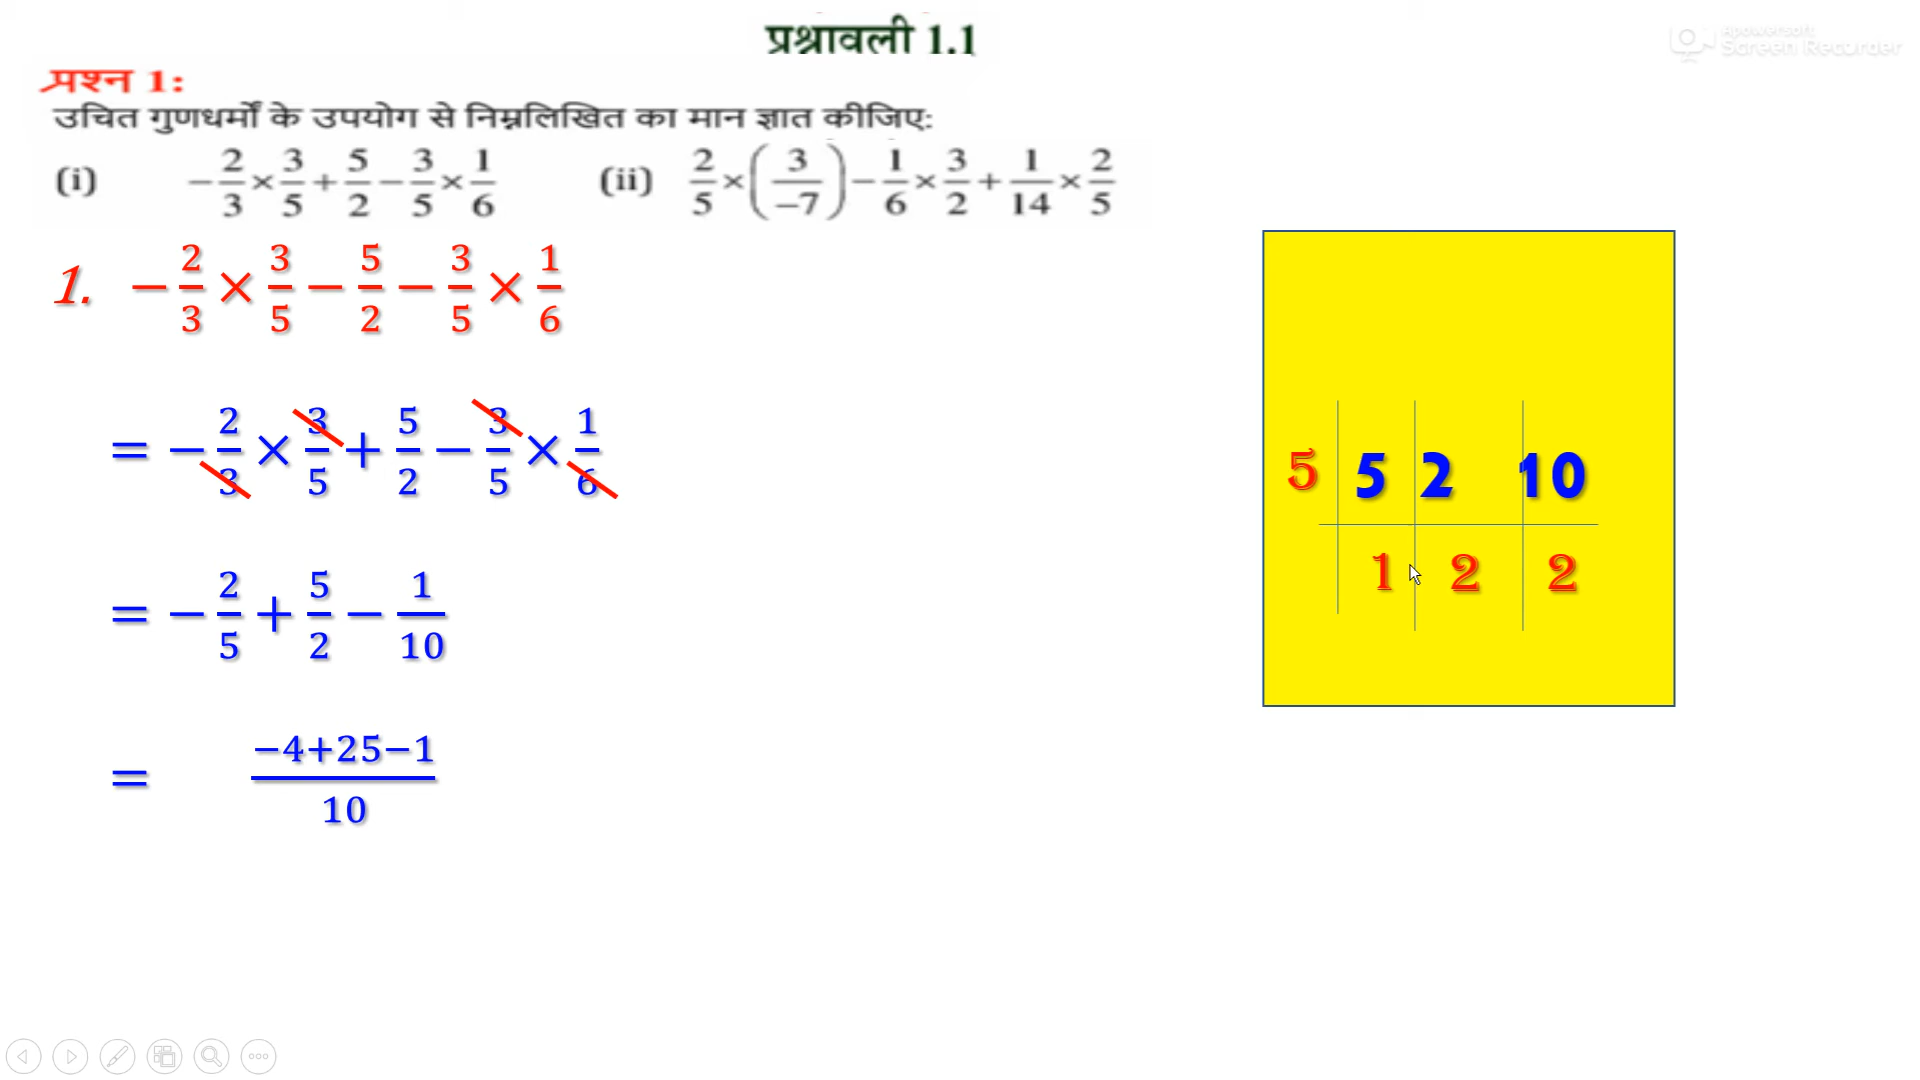 प्रश्नावली 1.1
Apowersoft
Screen Recorder
प्रश्न 1:
उचित गुणधर्मों के उपयोग से निम्नलिखित का मान ज्ञात कीजिए:
(i) −2/3×3/5+5/2−3/5×1/6 (ii) 2/5×(3/−7)−1/6×3/2+1/14×2/5
1. −2/3×3/5−5/2−3/5×1/6
=−2/3×3/5+5/2−3/5×1/6
=−2/5+5/2−1/10
= −4+25−1/10
5 5 2 10
1 2 2